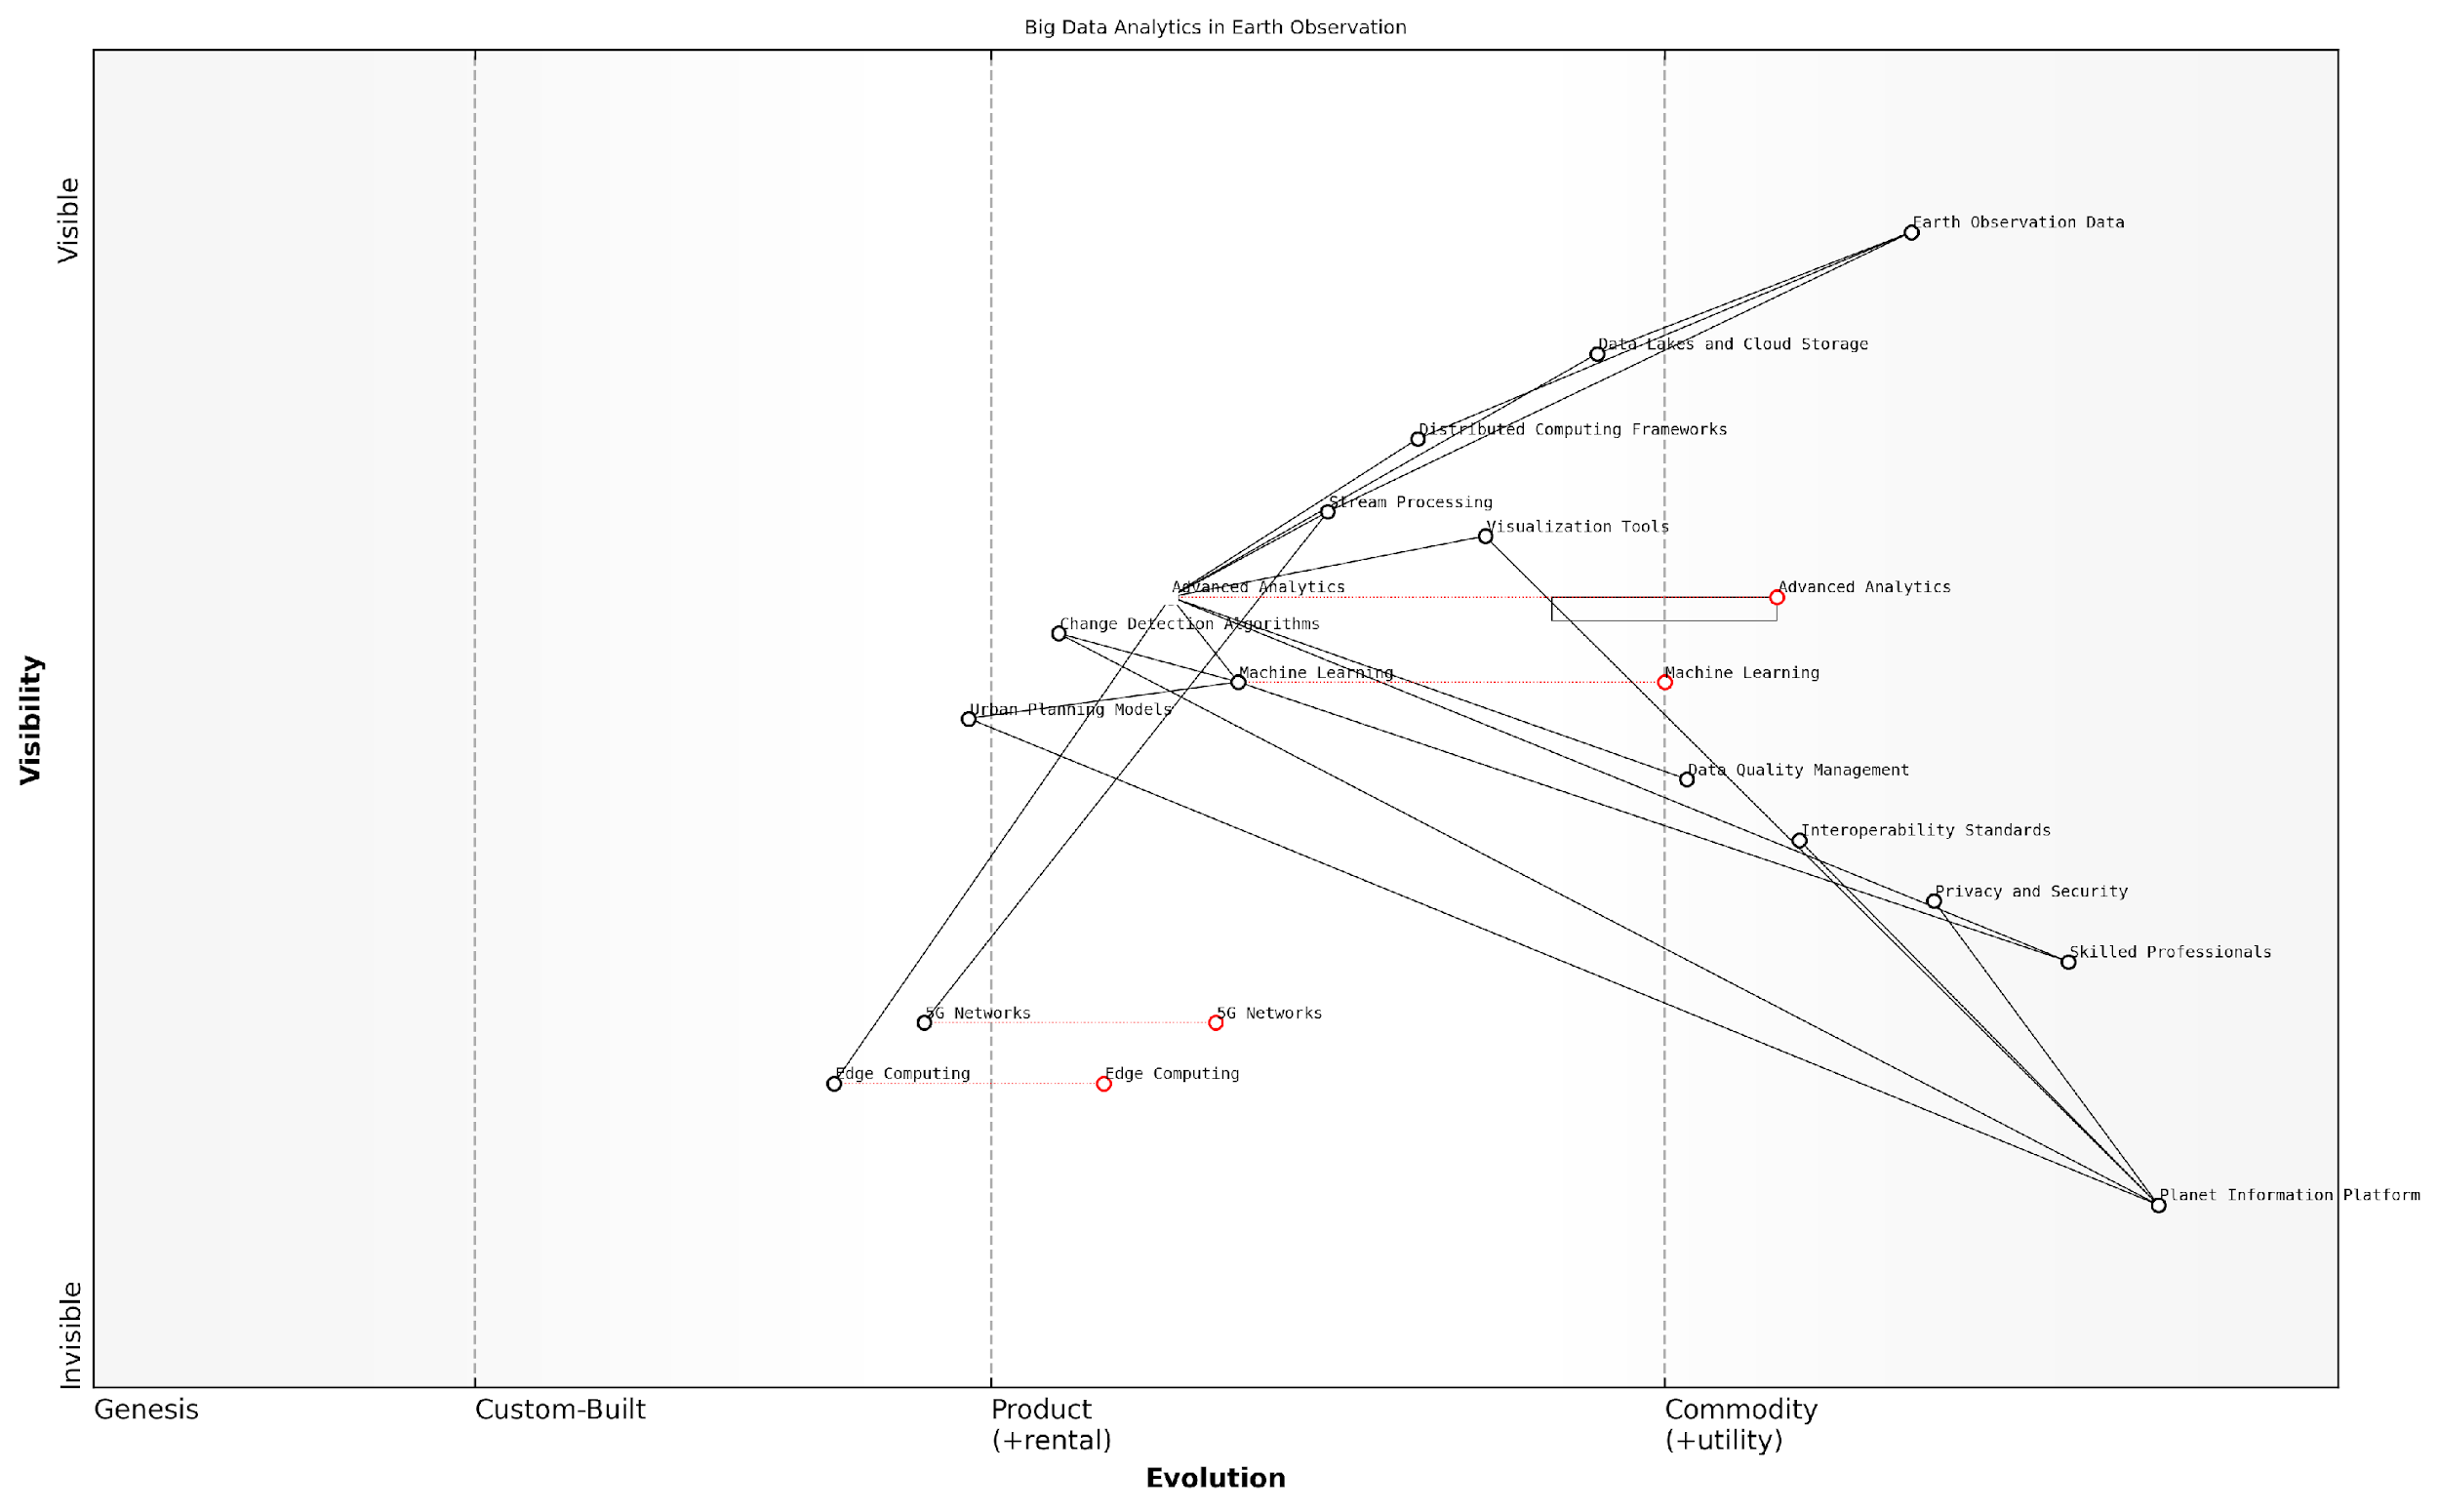 Big Data Analytics in Earth Observation
Visible
Earth Observation Data
Data Lakes and Cloud Storage
Distributed Computing Frameworks
Stream Processing
Visualization Tools
Advanced Analytics
Advanced Analytics
Change Detection Algorithms
Machine Learning
Machine Learning
Urban Planning Models
Visibility
Data Quality Management
Interoperability Standards
Privacy and Security
Skilled Professionals
5G Networks
5G Networks
Edge Computing
Edge Computing
Planet Information Platform
Invisible
Genesis
Custom-Built
Product
(+rental)
Commodity
(+utility)
Evolution